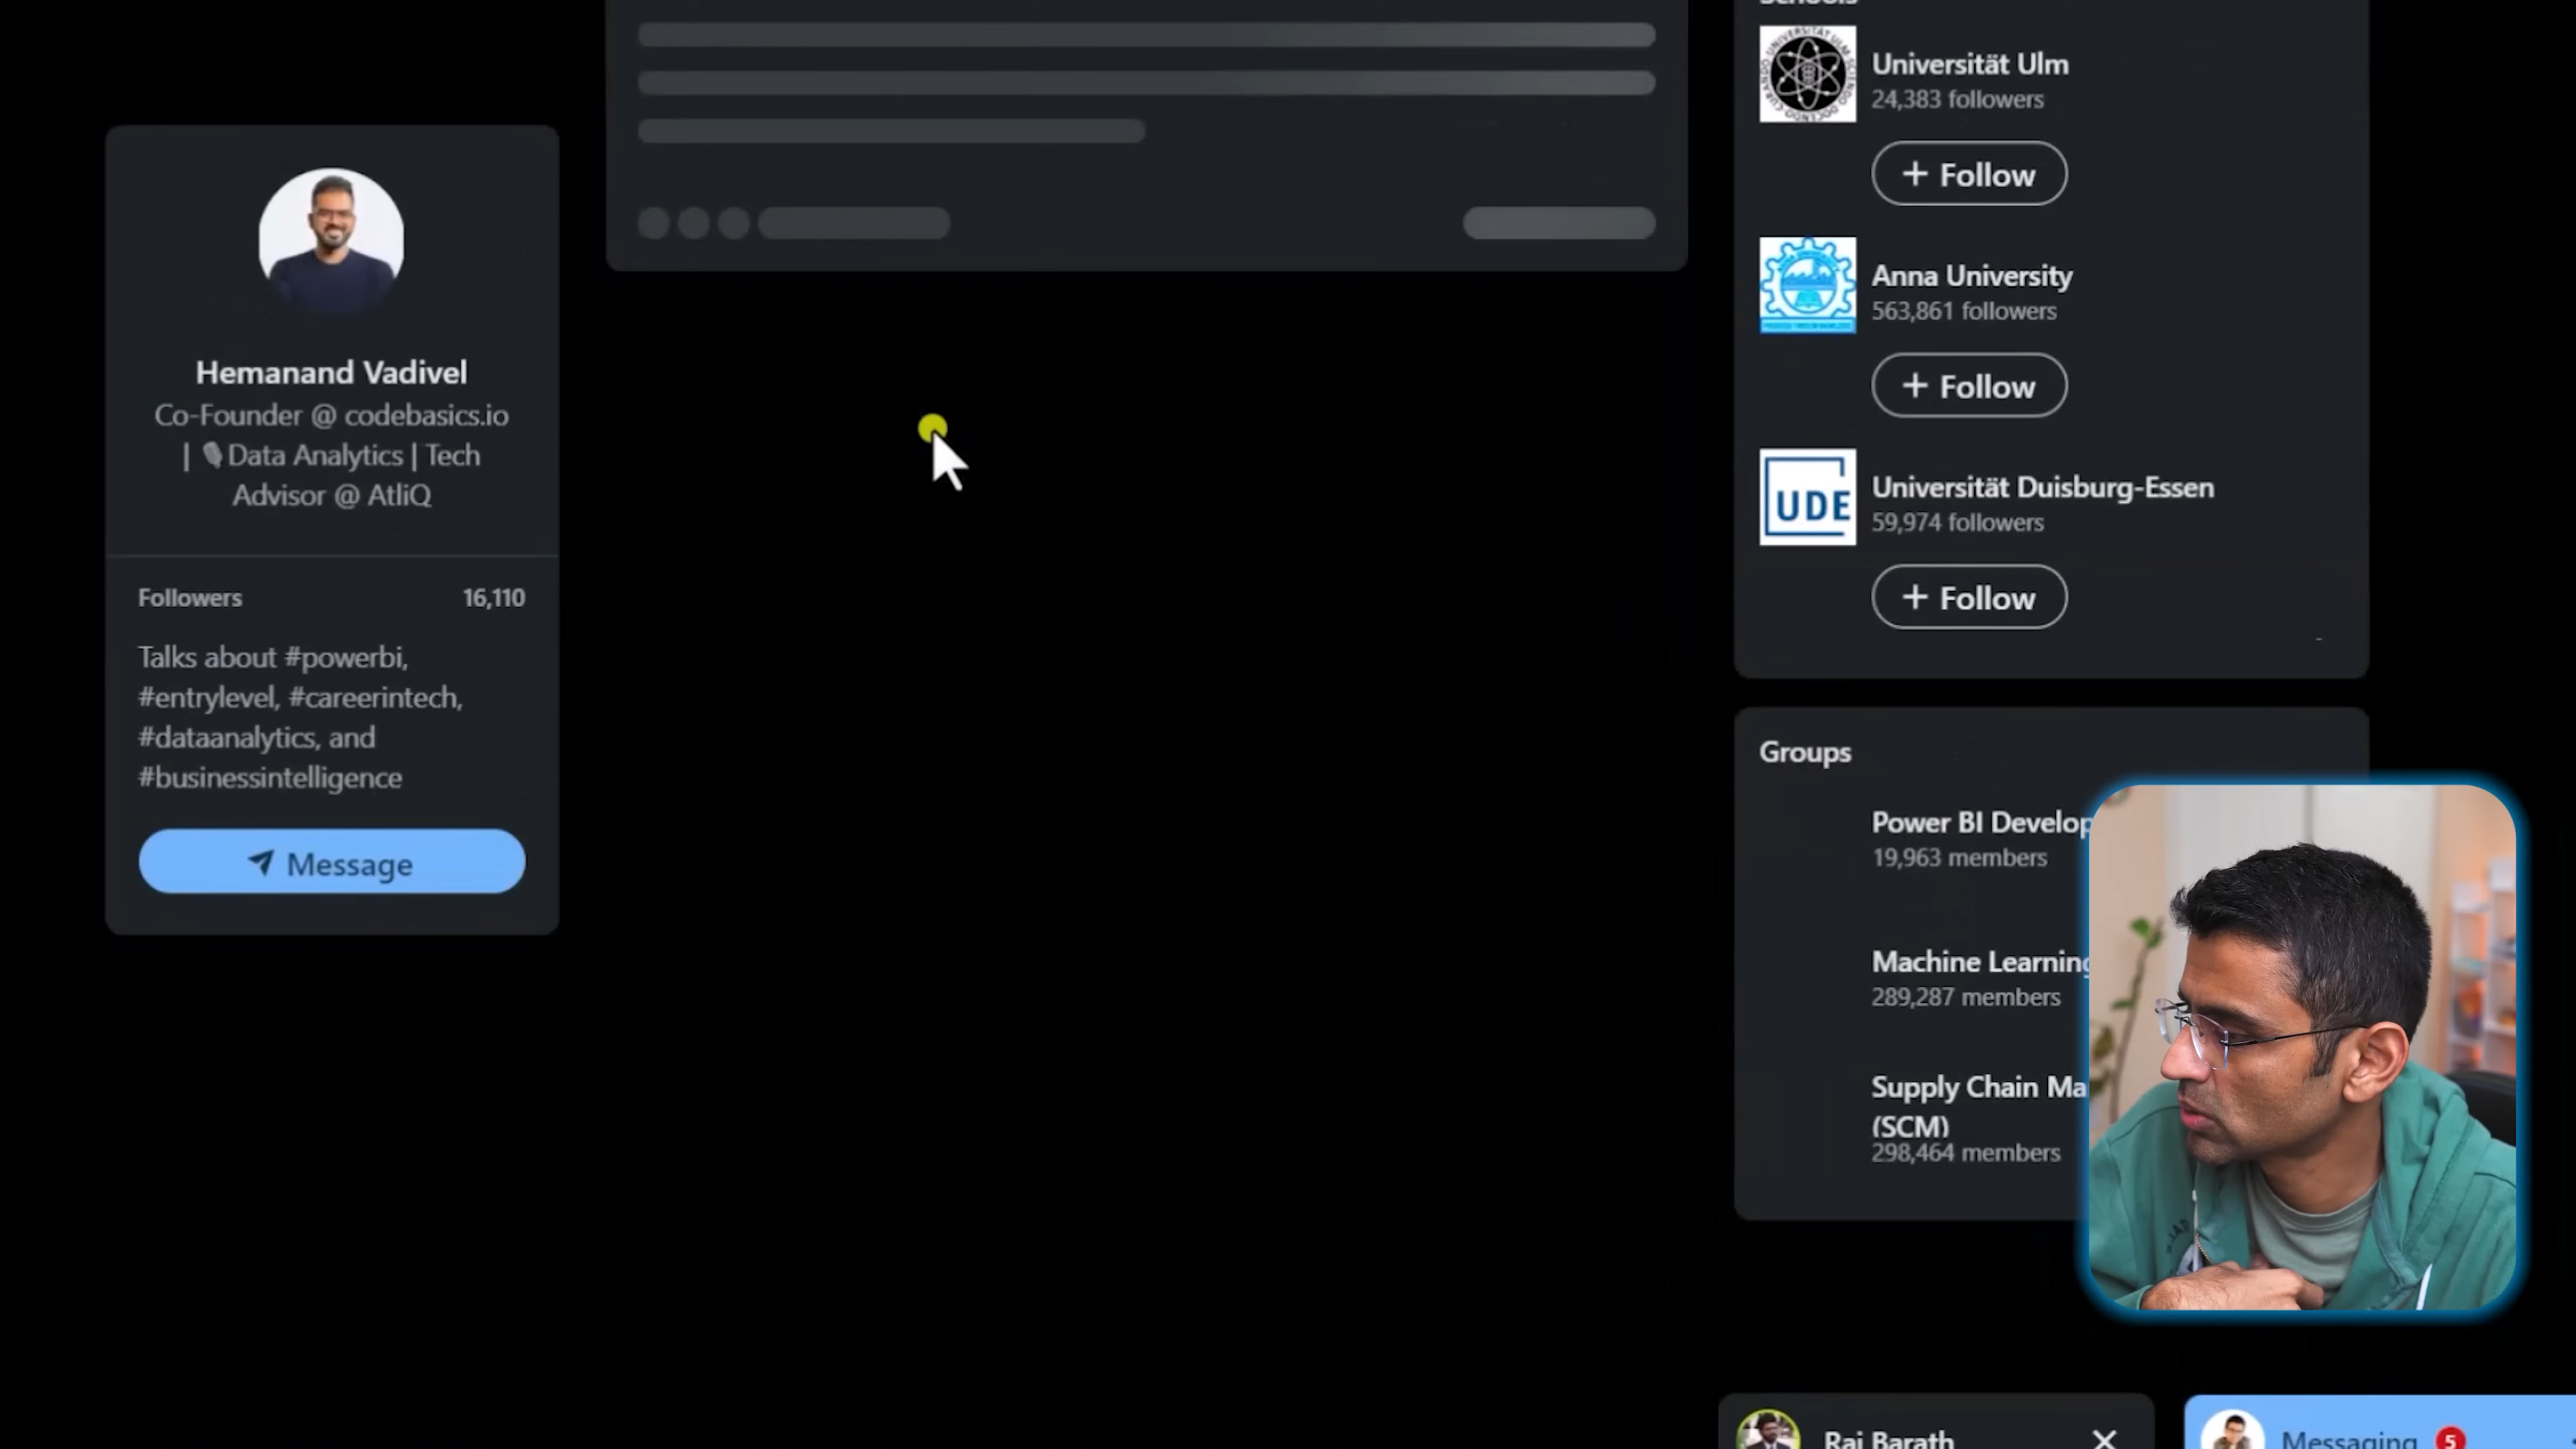 Hemanand Vadivel
Co-Founder @ codebasics.io
| Data Analytics | Tech
Advisor @ AtliQ
Followers 16,110
Talks about #powerbi,
#entrylevel, #careerintech,
#dataanalytics, and
#businessintelligence
Message
Schools
Universität Ulm
24,383 followers
+ Follow
Anna University
563,861 followers
+ Follow
UDE
Universität Duisburg-Essen
59,974 followers
+ Follow
Groups
Power BI Develop
19,963 members
Machine Learning
289,287 members
Supply Chain Ma
(SCM)
298,464 members
Raj Barath
Messaging 5